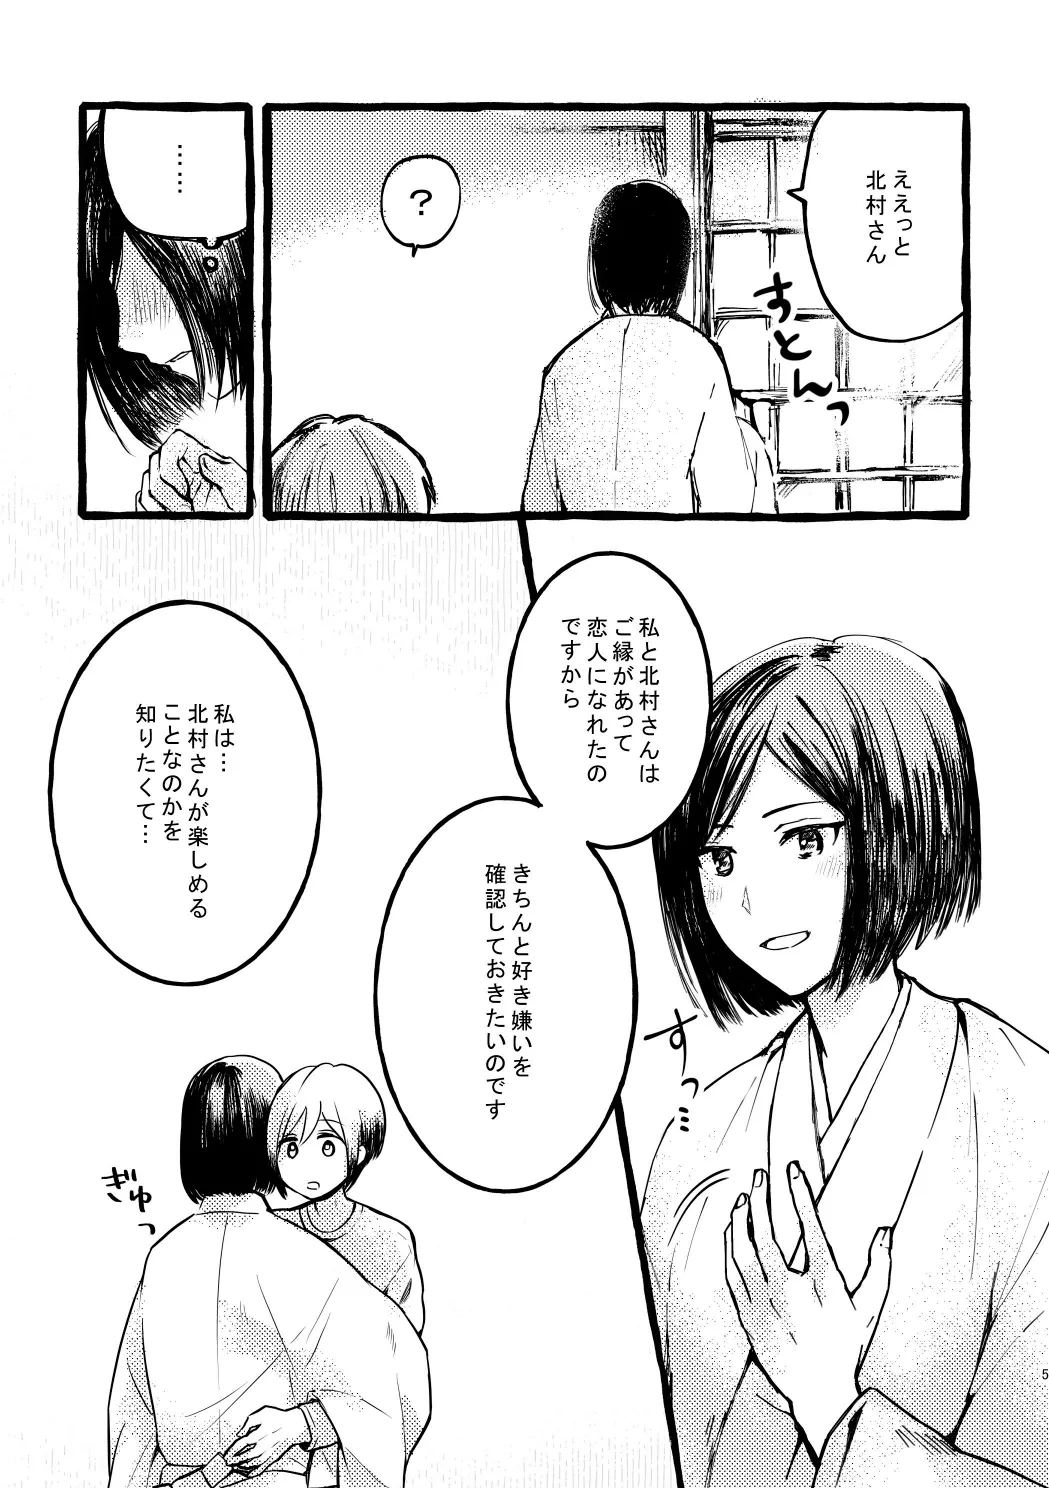 ええっと
北村さん
すとんっ
？
……
私と北村さんは
ご縁があって
恋人になれたの
ですから
きちんと好き嫌いを
確認しておきたいのです
すっ…
私は…
北村さんが楽しめる
ことなのかを
知りたくて…
ぎゅっ
5